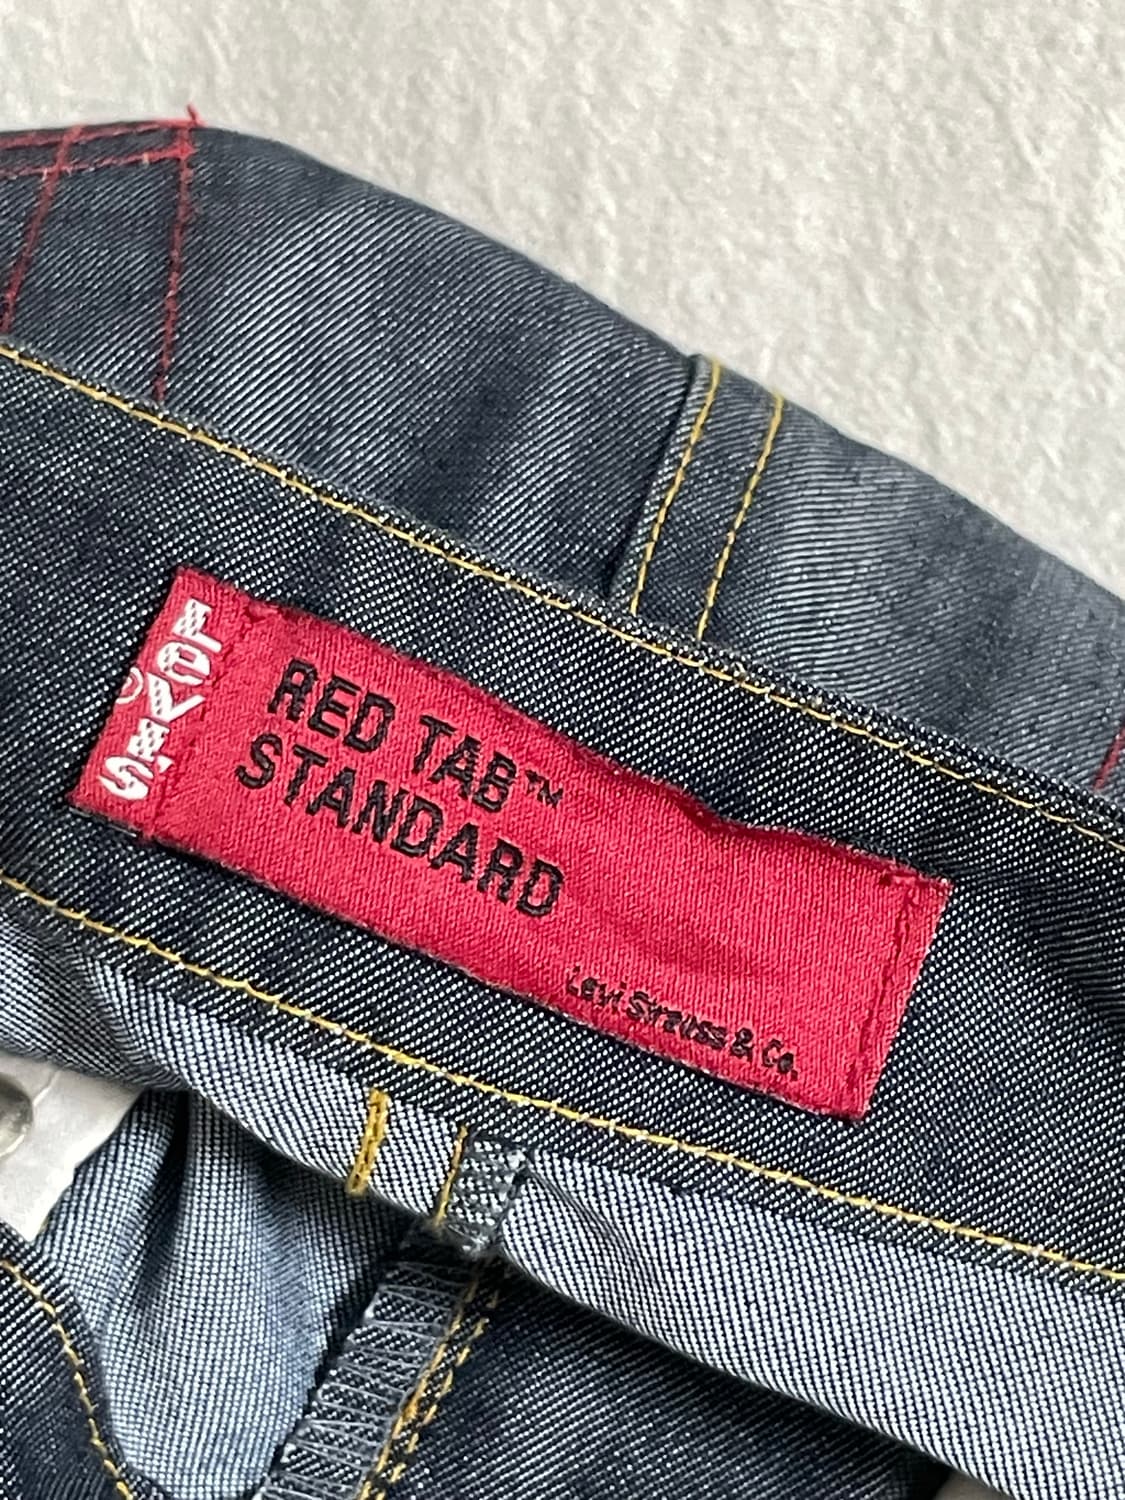 LEVI'S
®
RED TAB™
STANDARD
Levi Strauss & Co.